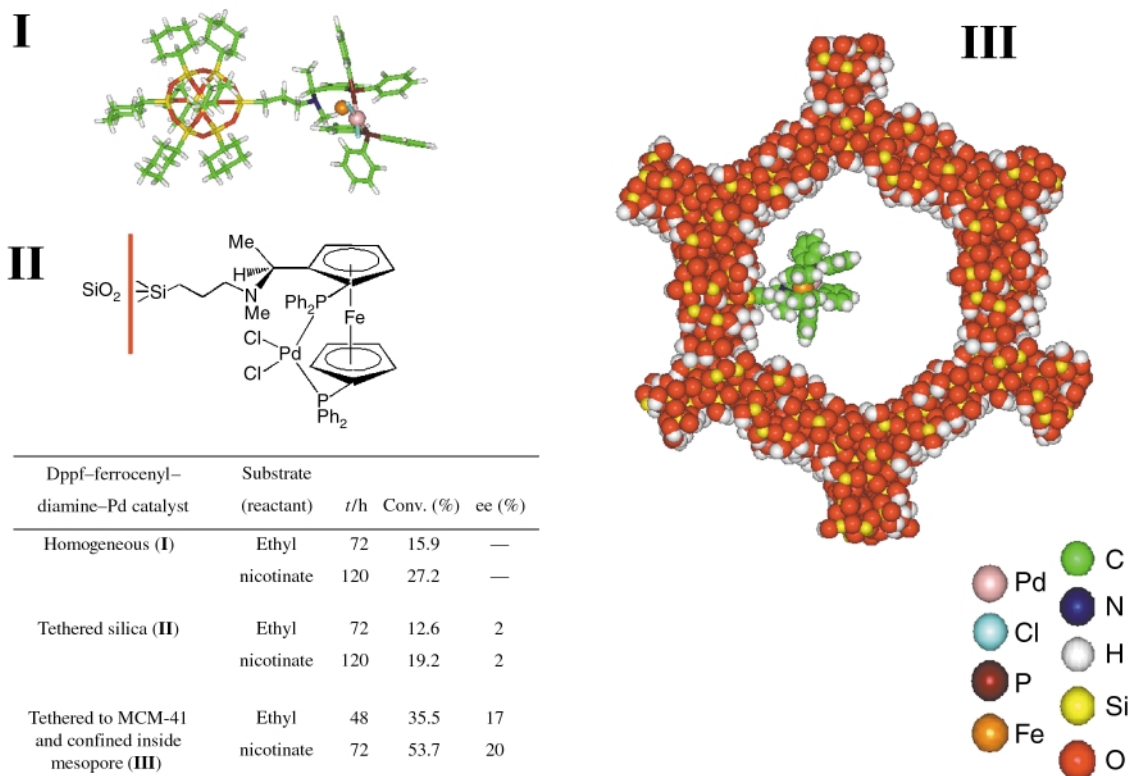 I
III
II
Me
H
SiO2
Si
N
Me
Ph2P
Fe
Cl
Pd
Cl
P
Ph2
Dppf–ferrocenyl– Substrate
diamine–Pd catalyst (reactant) t/h Conv. (%) ee (%)
Homogeneous (I) Ethyl 72 15.9 —
nicotinate 120 27.2 —
Tethered silica (II) Ethyl 72 12.6 2
nicotinate 120 19.2 2
Tethered to MCM-41 Ethyl 48 35.5 17
and confined inside nicotinate 72 53.7 20
mesopore (III)
Pd
Cl
P
Fe
C
N
H
Si
O